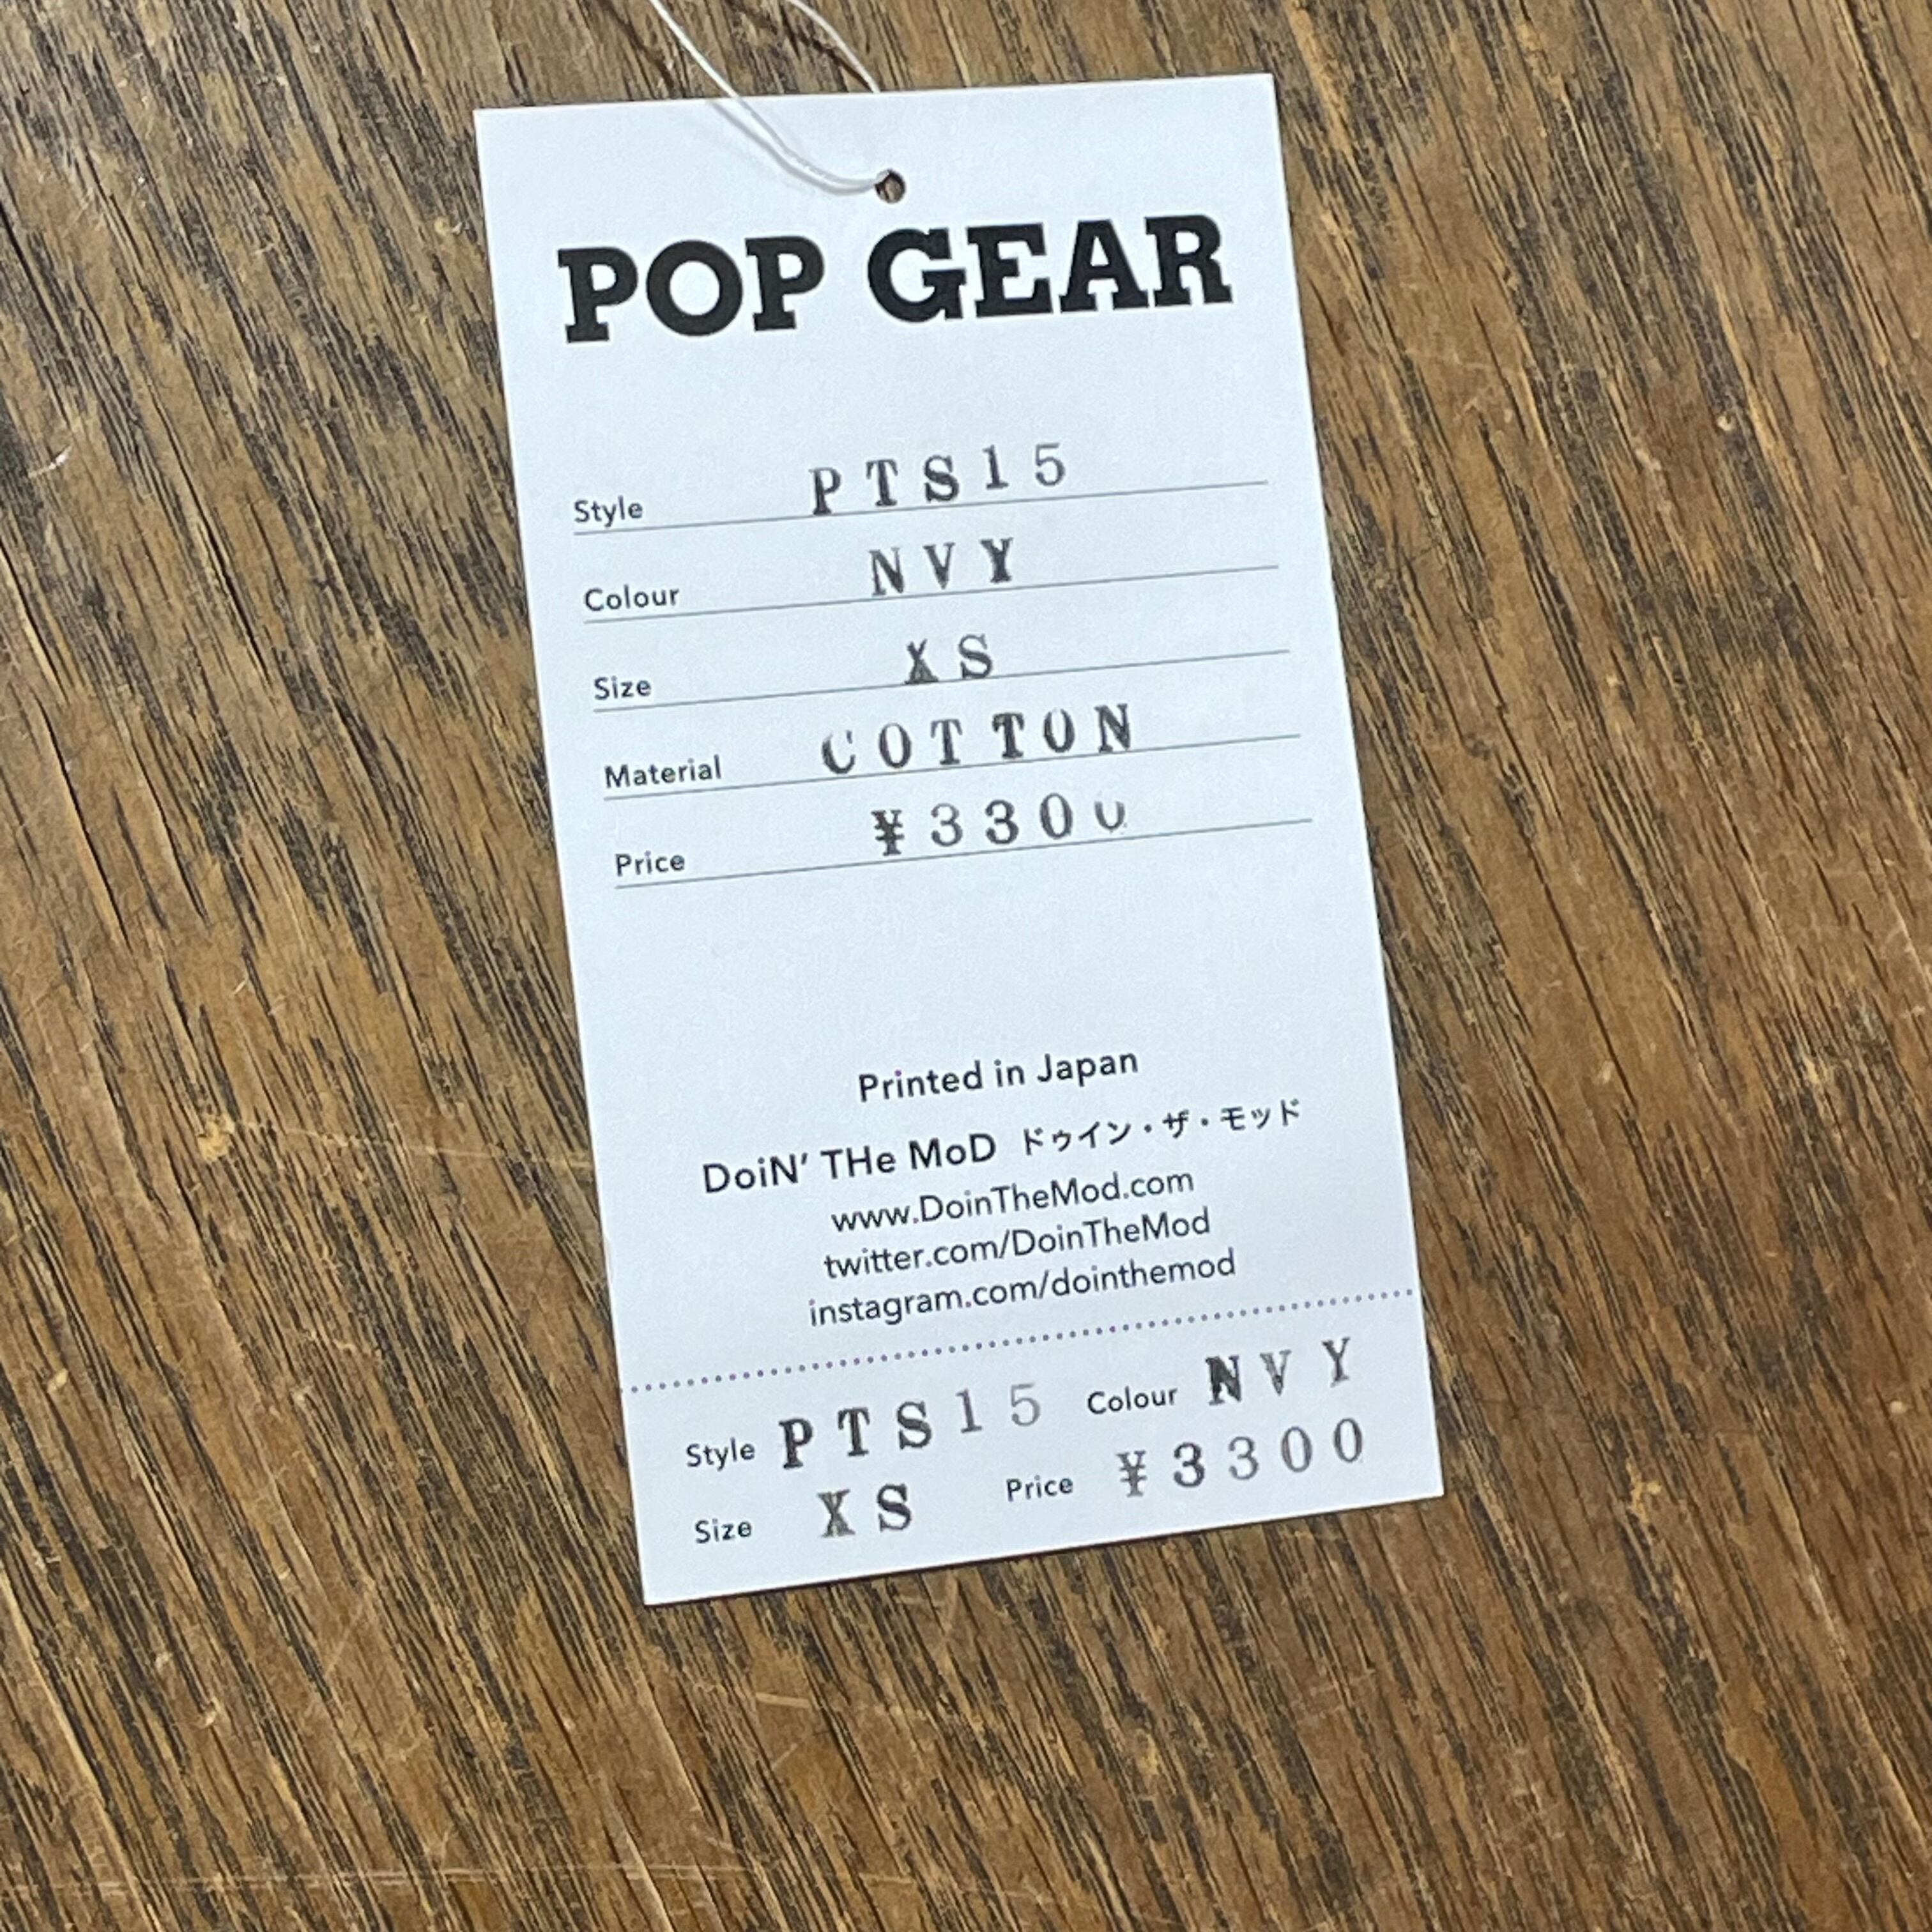 POP GEAR
Style PTS15
Colour NVY
Size XS
Material COTTON
Price ¥3300
Printed in Japan
DoiN' THe MoD ドゥイン・ザ・モッド
www.DoinTheMod.com
twitter.com/DoinTheMod
instagram.com/dointhemod
Style PTS15 Colour NVY
Size XS Price ¥3300